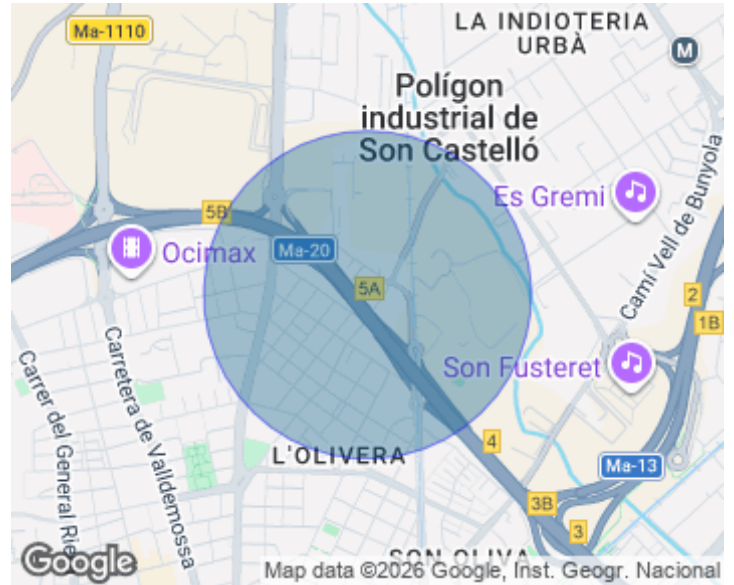 LA INDIOTERIA
URBÀ
Ma-1110
M
Polígon
industrial de
Son Castelló
Es Gremi
Camí Vell de Bunyola
5B
Ocimax
Ma-20
5A
2
1B
Son Fusteret
Carrer del General Rie
Carretera de Valldemossa
L'OLIVERA
4
Ma-13
3B
3
SON OLIVA
Google
Map data ©2026 Google, Inst. Geogr. Nacional